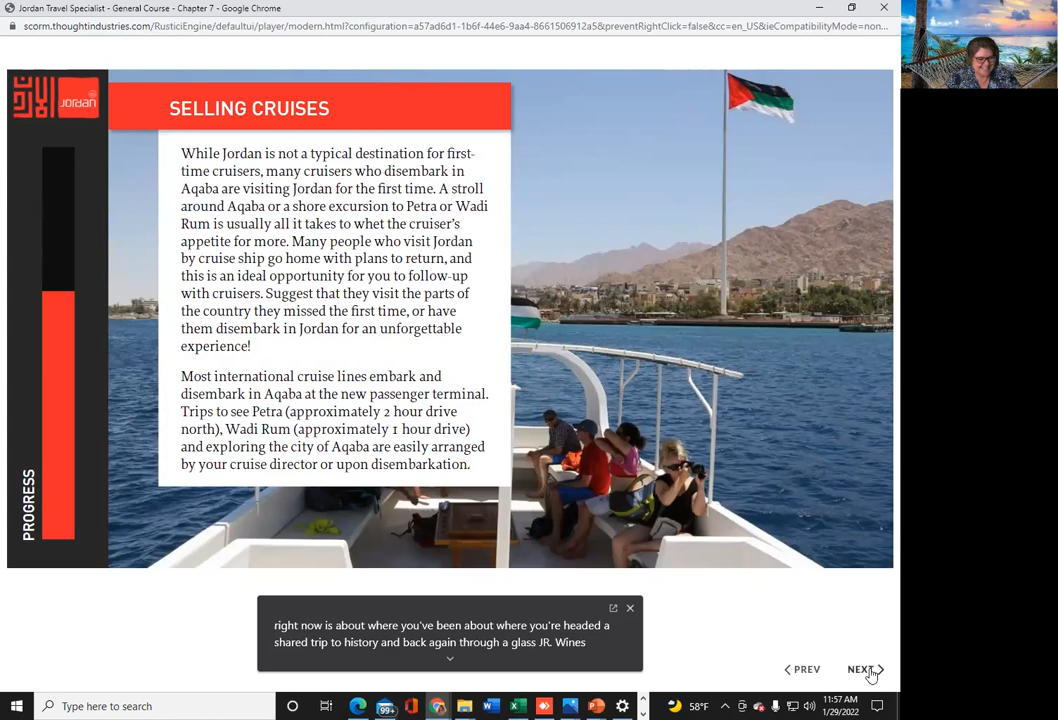 Jordan Travel Specialist - General Course - Chapter 7 - Google Chrome
scorm.thoughtindustries.com/RusticEngine/defaultui/player/modern.html?configuration=a57ad6d1-1b6f-44e6-9aa4-8661506912a5&preventRightClick=false&cc=en_US&ieCompatibilityMode=non...
الأردن
Jordan
SELLING CRUISES
While Jordan is not a typical destination for first-
time cruisers, many cruisers who disembark in
Aqaba are visiting Jordan for the first time. A stroll
around Aqaba or a shore excursion to Petra or Wadi
Rum is usually all it takes to whet the cruiser's
appetite for more. Many people who visit Jordan
by cruise ship go home with plans to return, and
this is an ideal opportunity for you to follow-up
with cruisers. Suggest that they visit the parts of
the country they missed the first time, or have
them disembark in Jordan for an unforgettable
experience!
Most international cruise lines embark and
disembark in Aqaba at the new passenger terminal.
Trips to see Petra (approximately 2 hour drive
north), Wadi Rum (approximately 1 hour drive)
and exploring the city of Aqaba are easily arranged
by your cruise director or upon disembarkation.
PROGRESS
right now is about where you've been about where you're headed a
shared trip to history and back again through a glass JR. Wines
PREV NEXT
Type here to search
99+
58°F
11:57 AM
1/29/2022